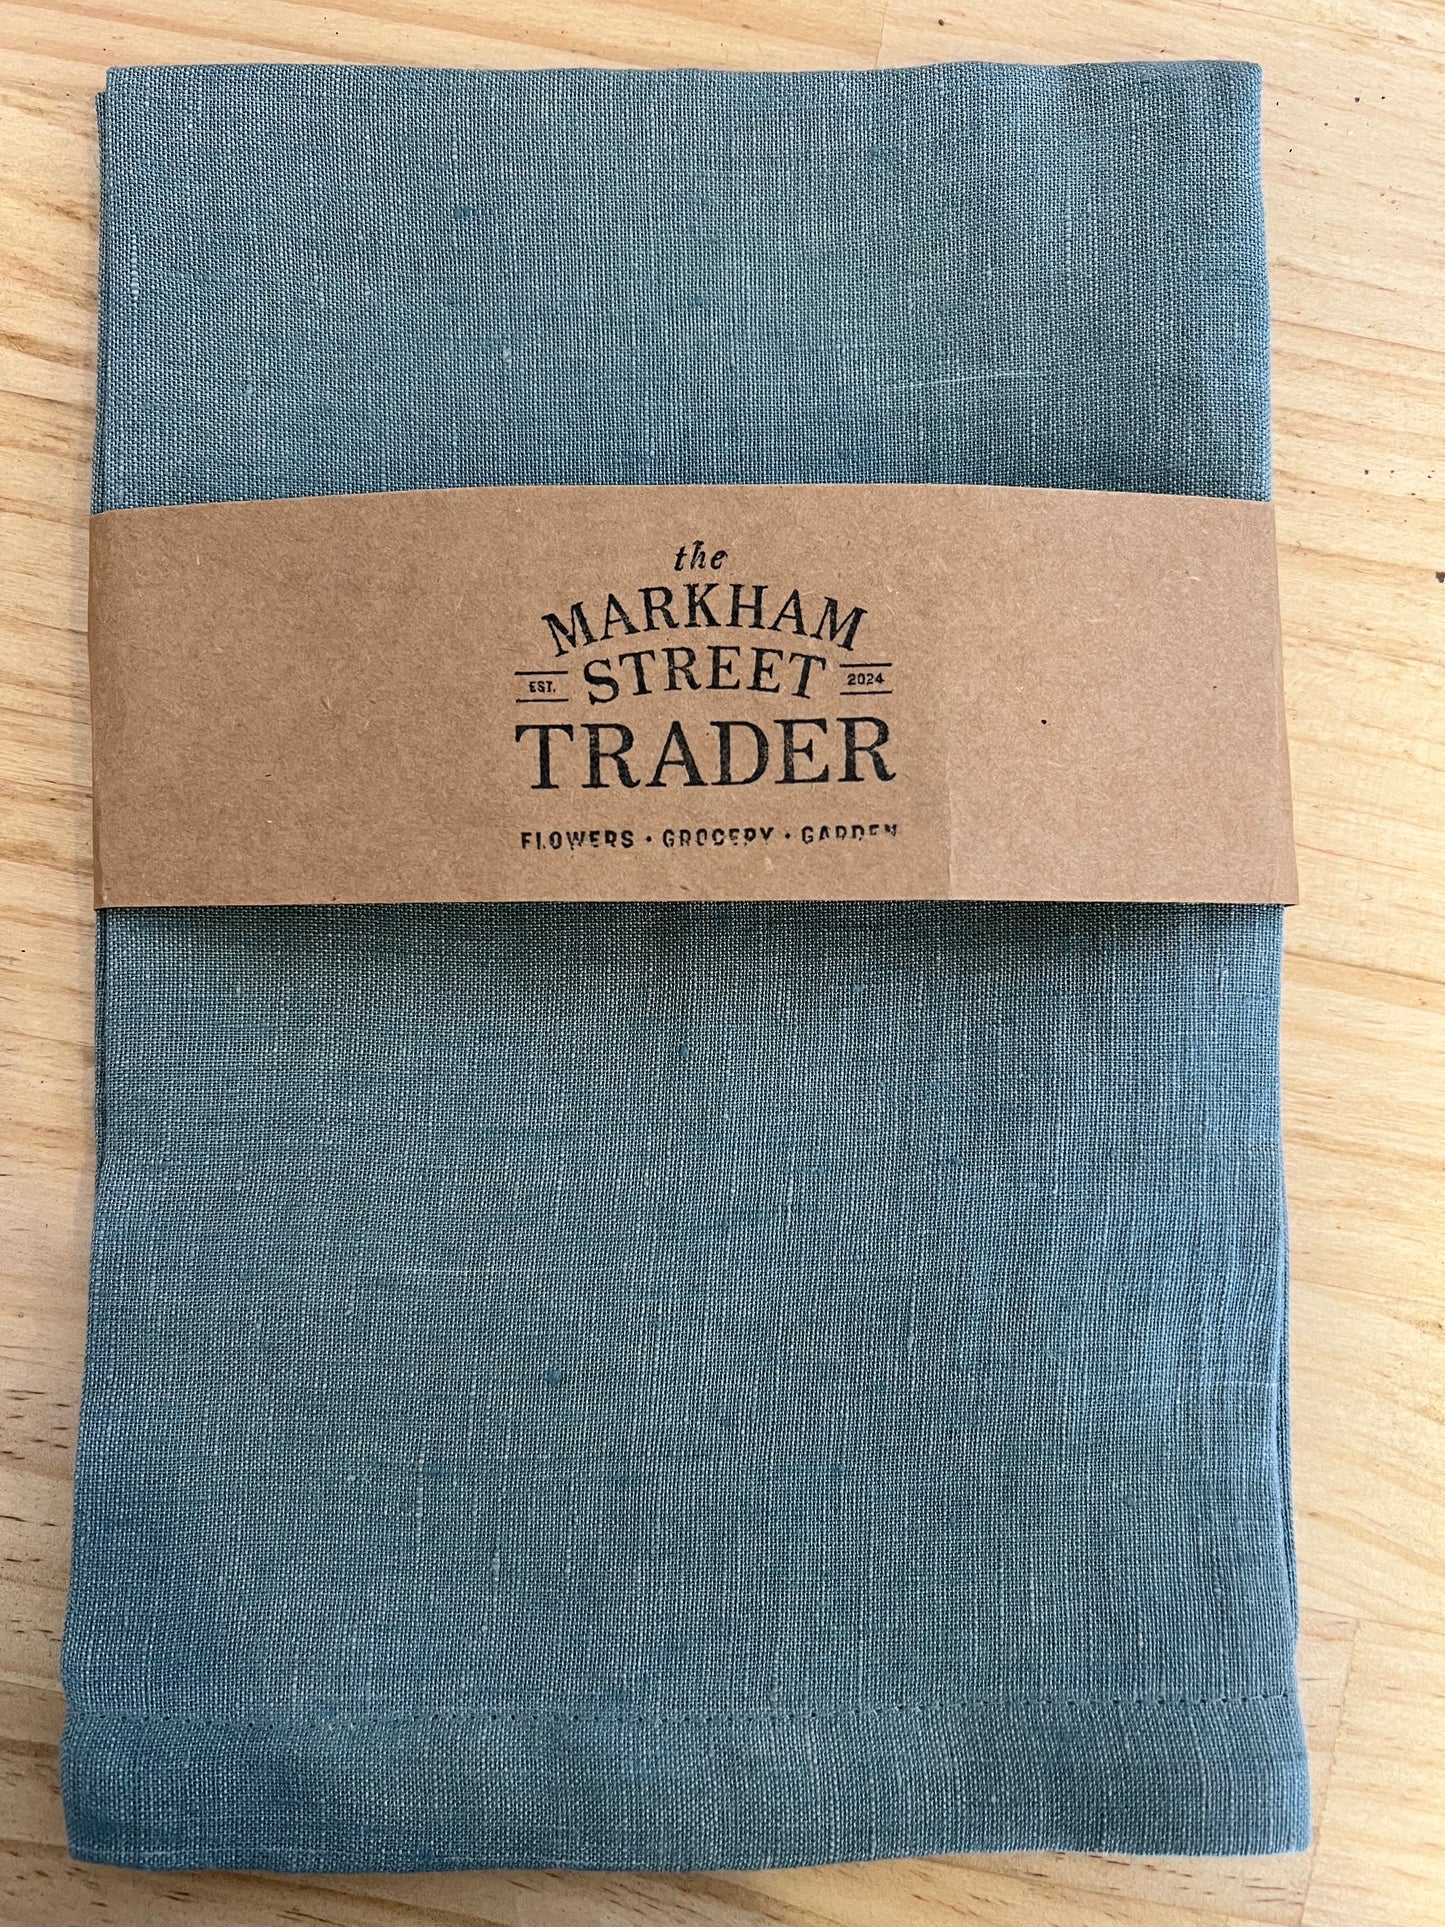 the
MARKHAM
EST. STREET 2024
TRADER
FLOWERS · GROCERY · GARDEN